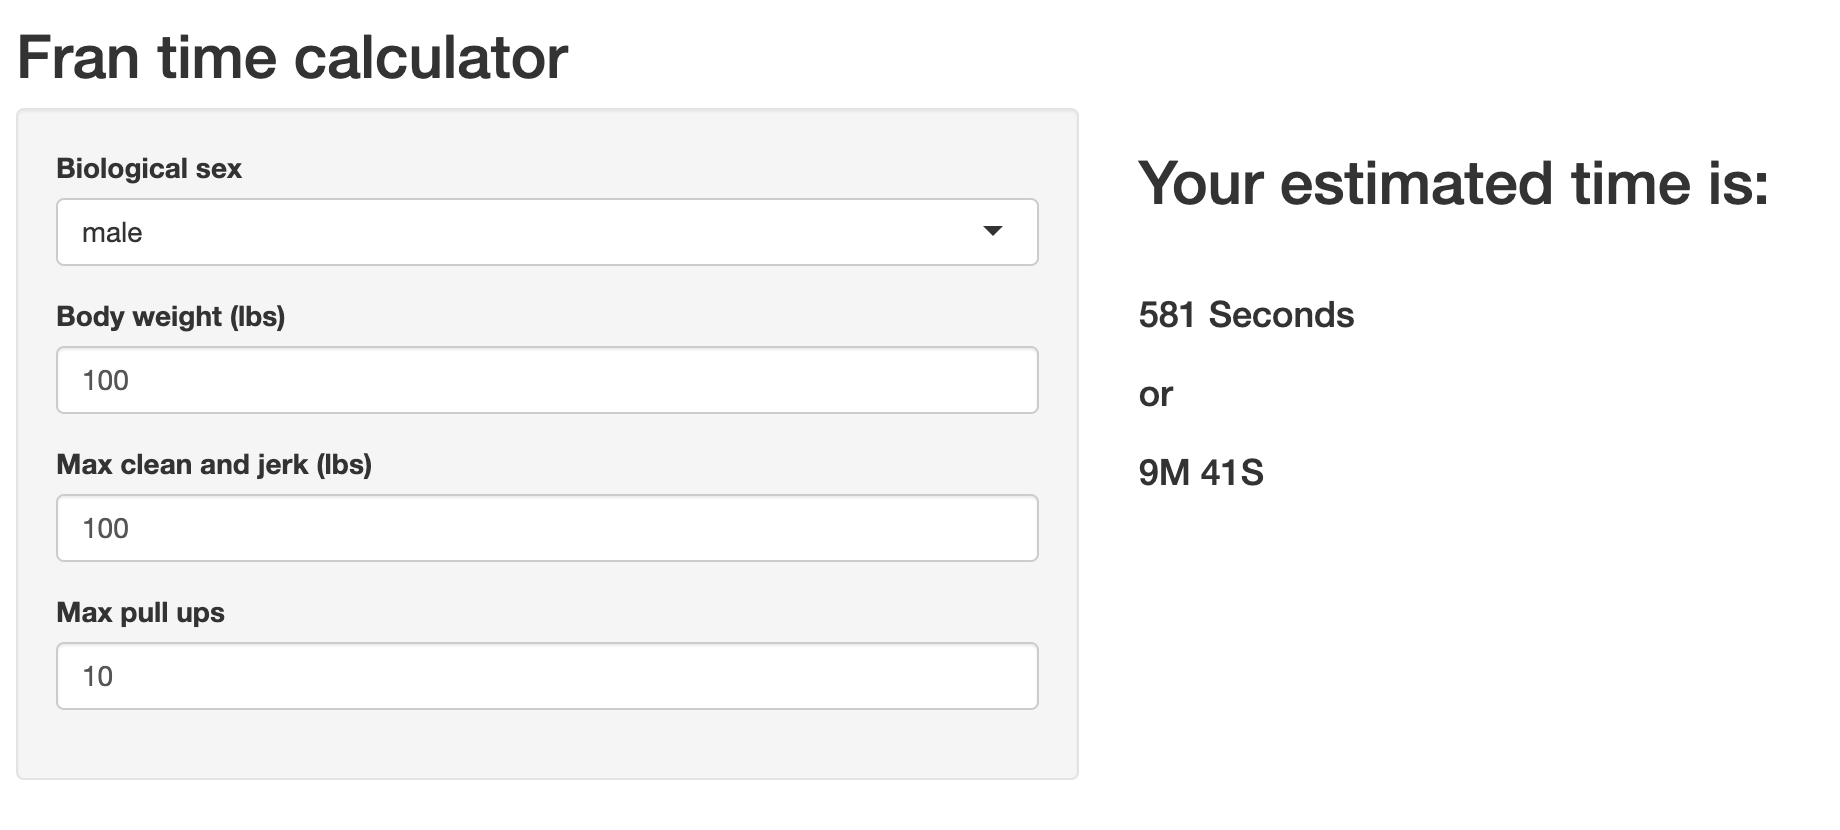 Fran time calculator
Biological sex
male
Body weight (lbs)
100
Max clean and jerk (lbs)
100
Max pull ups
10
Your estimated time is:
581 Seconds
or
9M 41S